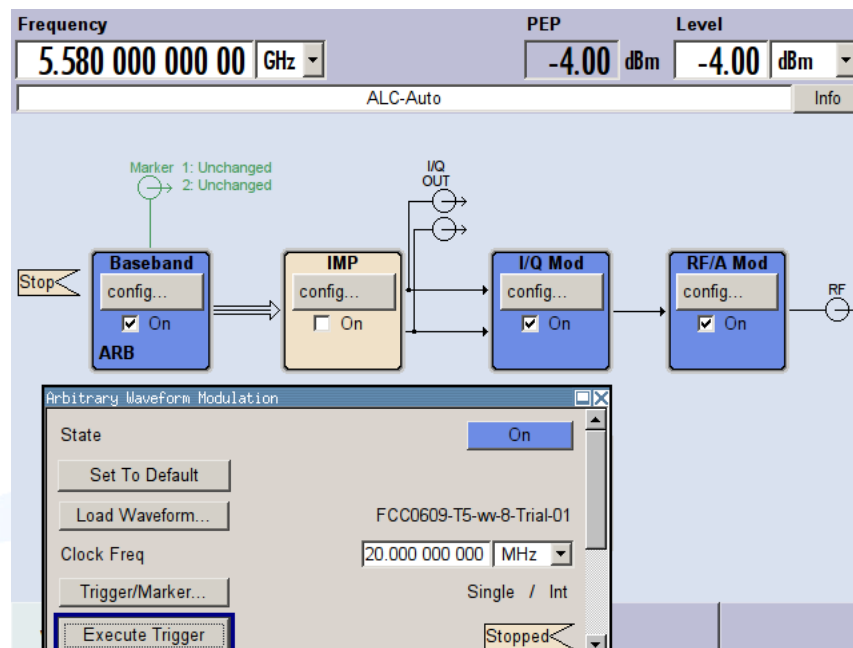 Frequency PEP Level
5.580 000 000 00 GHz -4.00 dBm -4.00 dBm
ALC-Auto Info
Marker 1: Unchanged
2: Unchanged
I/Q
OUT
Stop
Baseband IMP I/Q Mod RF/A Mod
config... config... config... config...
On On On On
RF
ARB
Arbitrary Waveform Modulation
State On
Set To Default
Load Waveform... FCC0609-T5-wv-8-Trial-01
Clock Freq 20.000 000 000 MHz
Trigger/Marker... Single / Int
Execute Trigger Stopped